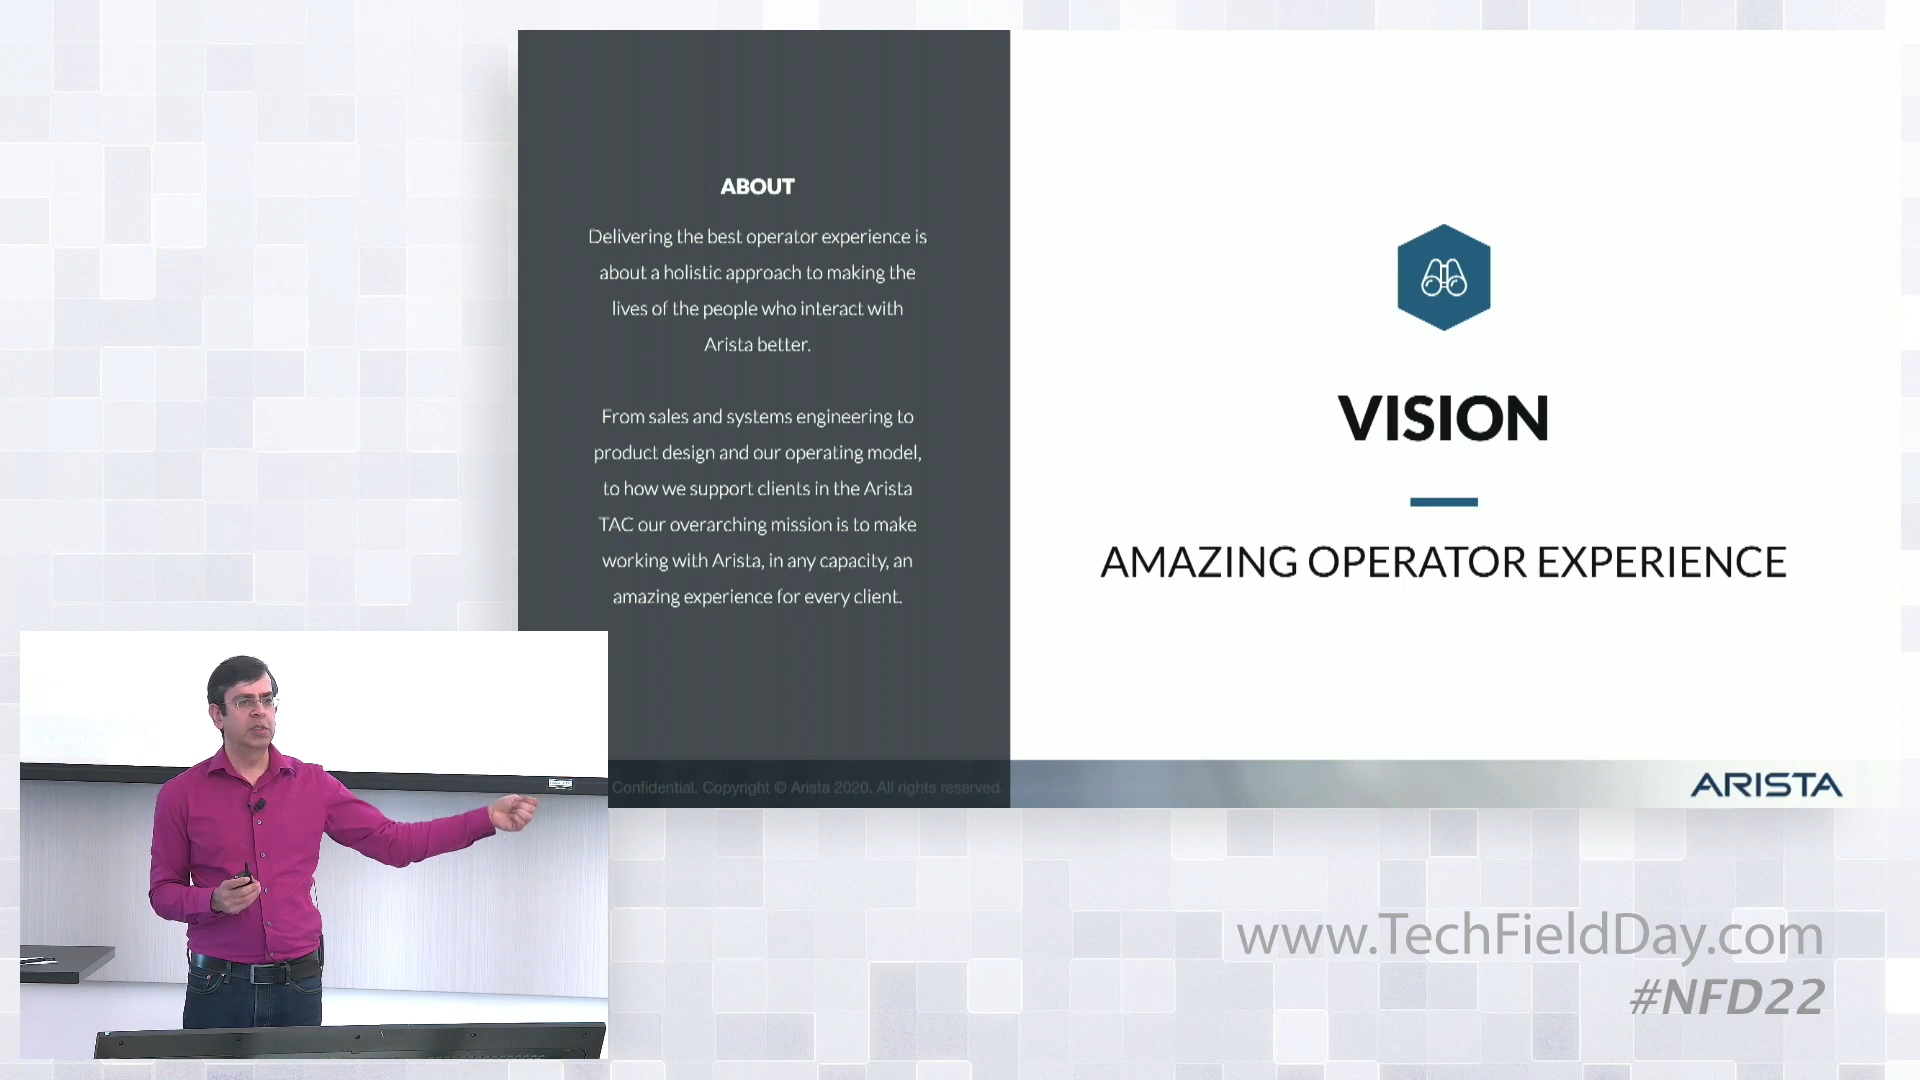 ABOUT
Delivering the best operator experience is
about a holistic approach to making the
lives of the people who interact with
Arista better.
From sales and systems engineering to
product design and our operating model,
to how we support clients in the Arista
TAC our overarching mission is to make
working with Arista, in any capacity, an
amazing experience for every client.
VISION
AMAZING OPERATOR EXPERIENCE
Confidential. Copyright © Arista 2020. All rights reserved.
ARISTA
www.TechFieldDay.com
#NFD22